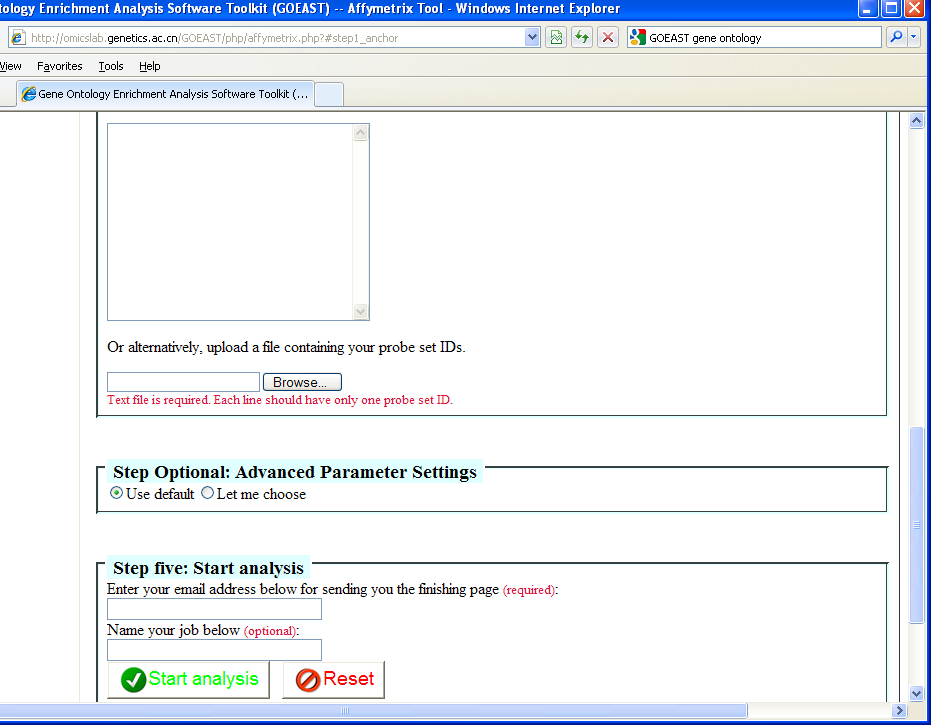 tology Enrichment Analysis Software Toolkit (GOEAST) -- Affymetrix Tool - Windows Internet Explorer
http://omicslab.genetics.ac.cn/GOEAST/php/affymetrix.php?#step1_anchor GOEAST gene ontology
View Favorites Tools Help
Gene Ontology Enrichment Analysis Software Toolkit (...
Or alternatively, upload a file containing your probe set IDs.
Browse...
Text file is required. Each line should have only one probe set ID.
Step Optional: Advanced Parameter Settings
Use default Let me choose
Step five: Start analysis
Enter your email address below for sending you the finishing page (required):
Name your job below (optional):
Start analysis Reset